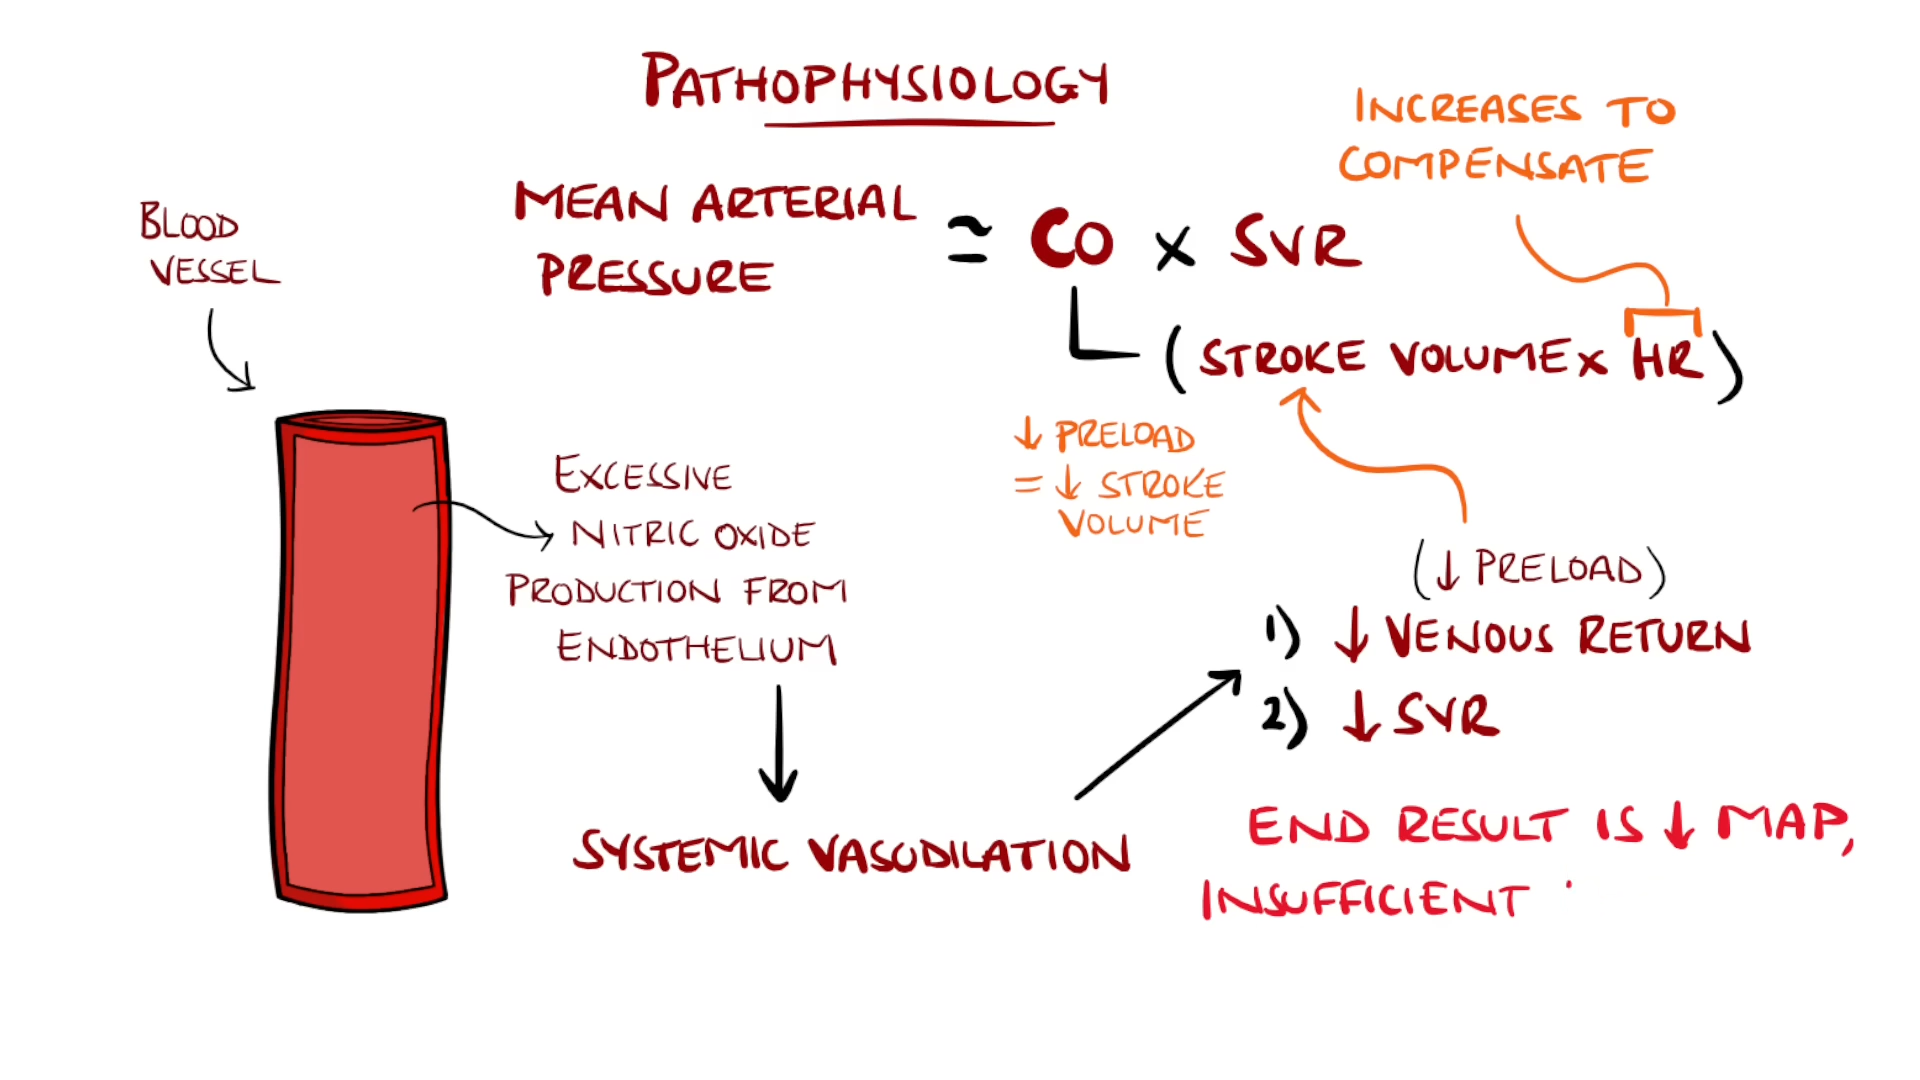 PATHOPHYSIOLOGY
INCREASES TO
COMPENSATE
MEAN ARTERIAL
PRESSURE
≅ CO x SVR
(STROKE VOLUME x HR)
BLOOD
VESSEL
↓ PRELOAD
= ↓ STROKE
VOLUME
EXCESSIVE
NITRIC OXIDE
PRODUCTION FROM
ENDOTHELIUM
(↓ PRELOAD)
1) ↓ VENOUS RETURN
2) ↓ SVR
SYSTEMIC VASODILATION
END RESULT IS ↓ MAP,
INSUFFICIENT